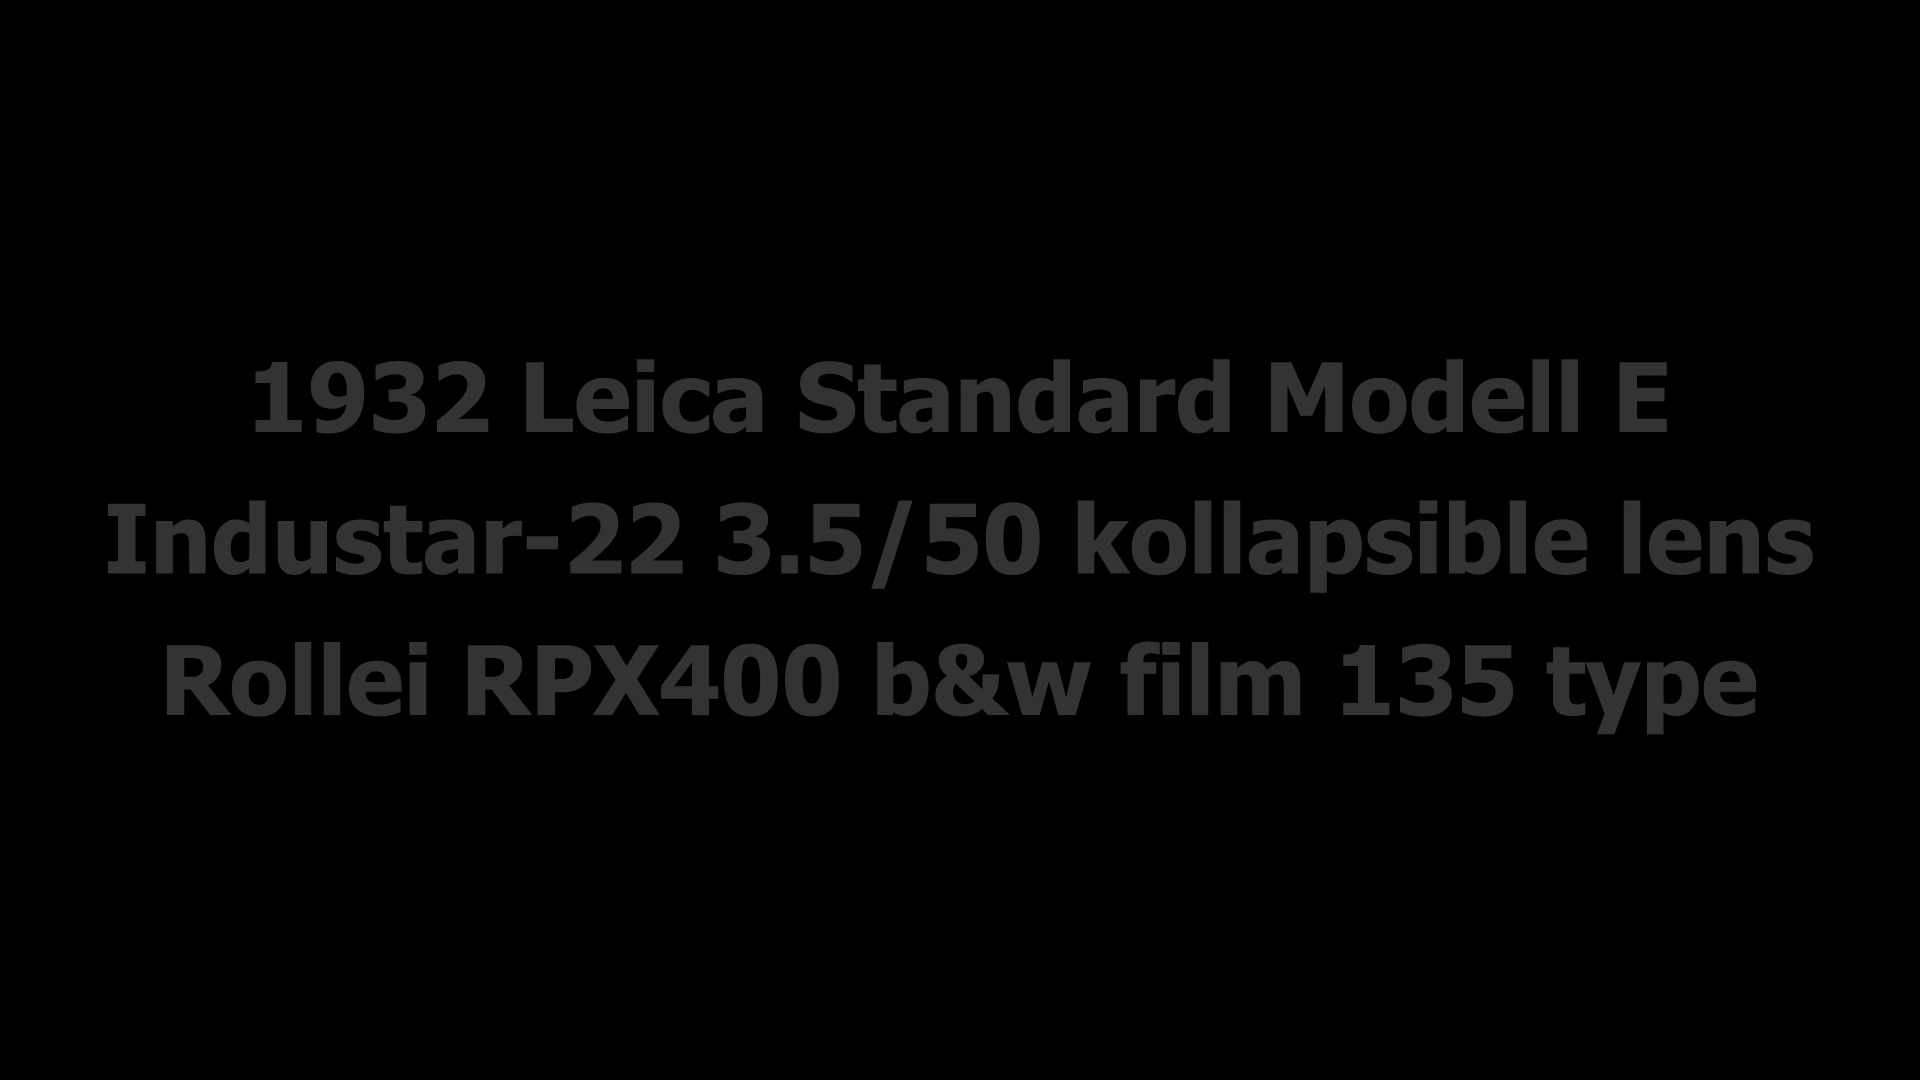 1932 Leica Standard Modell E
Industar-22 3.5/50 kollapsible lens
Rollei RPX400 b&w film 135 type